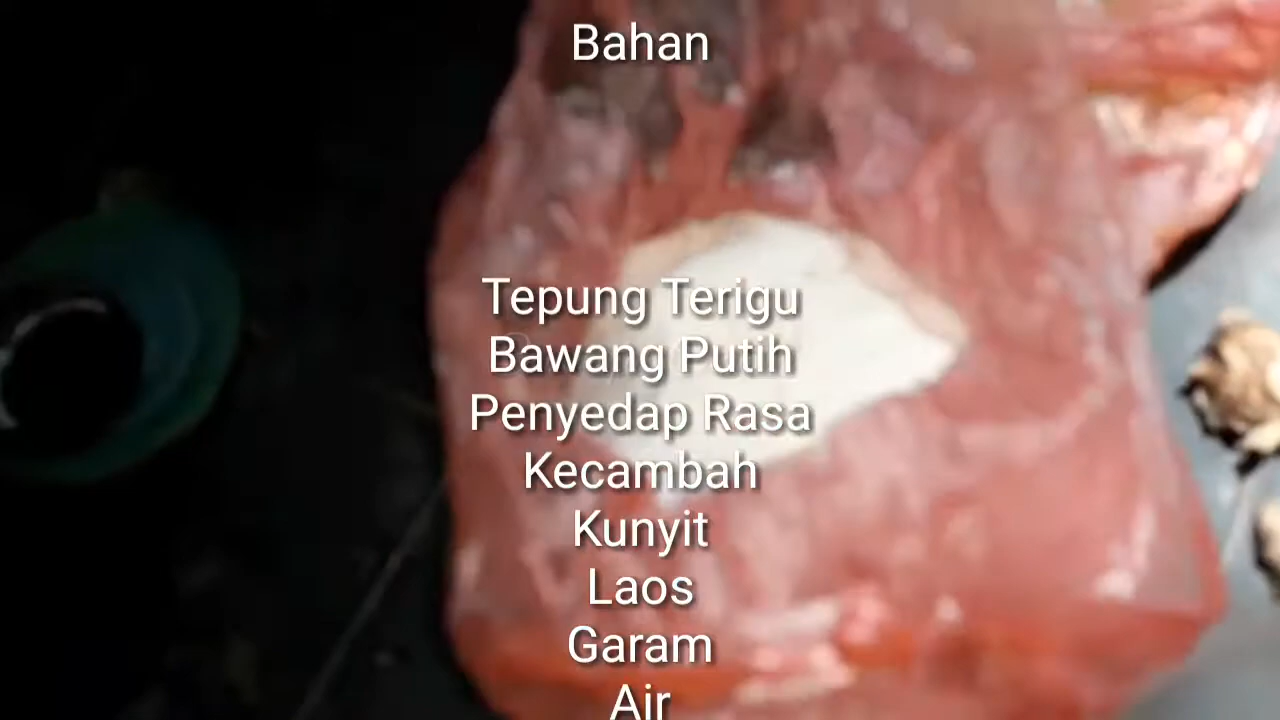 Bahan
Tepung Terigu
Bawang Putih
Penyedap Rasa
Kecambah
Kunyit
Laos
Garam
Air